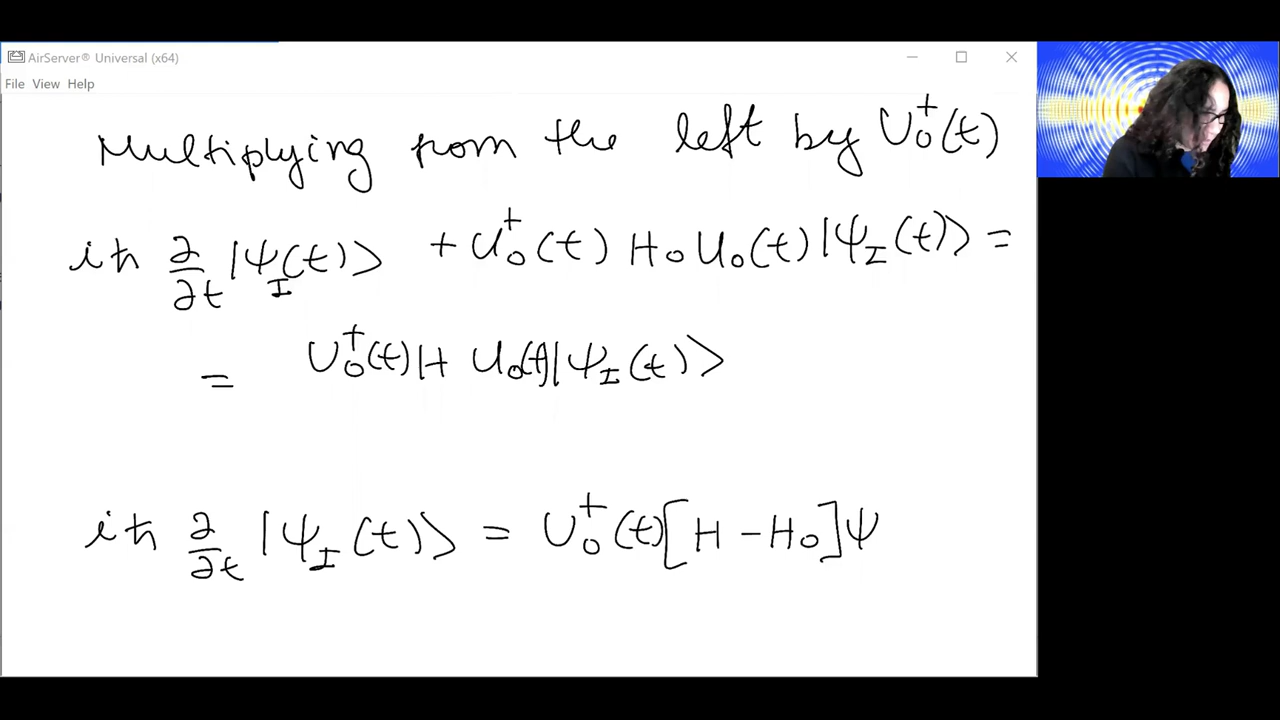 AirServer® Universal (x64)
File View Help
Multiplying from the left by U₀†(t)
iħ ∂/∂t |Ψ_I(t)> + U₀†(t) H₀ U₀(t) |Ψ_I(t)> =
= U₀†(t) H U₀(t) |Ψ_I(t)>
iħ ∂/∂t |Ψ_I(t)> = U₀†(t) [H − H₀] Ψ